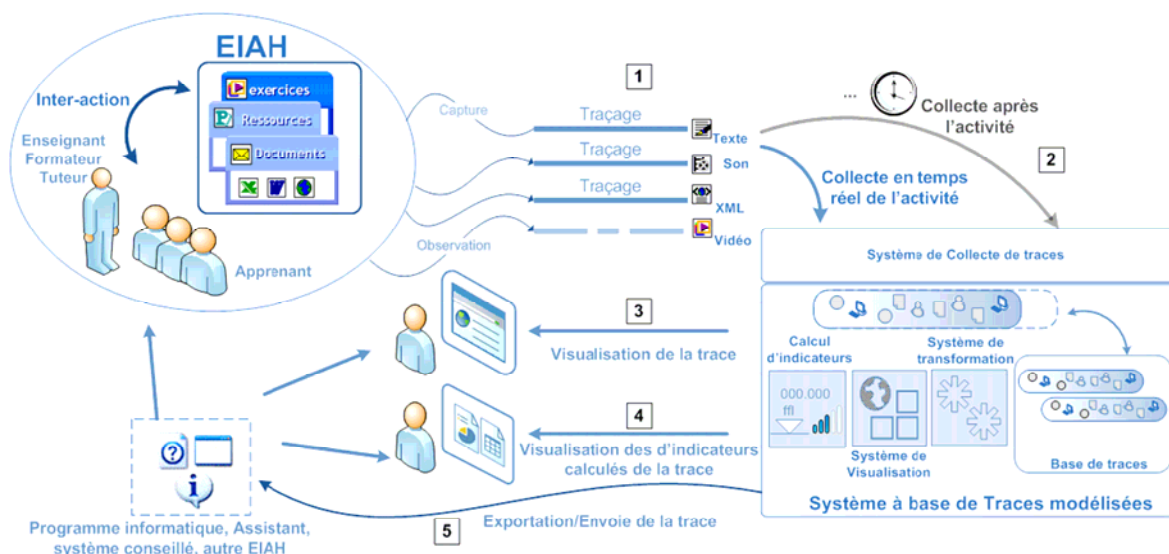 EIAH
Inter-action
Enseignant
Formateur
Tuteur
exercices
Ressources
Documents
Apprenant
Capture
Observation
1
Traçage
Texte
Traçage
Son
Traçage
XML
Vidéo
...
Collecte après
l'activité
2
Collecte en temps
réel de l'activité
Système de Collecte de traces
Calcul
d'indicateurs
Système de
transformation
000.000
ffl
Système de
Visualisation
Base de traces
Système à base de Traces modélisées
3
Visualisation de la trace
4
Visualisation des d'indicateurs
calculés de la trace
5
Exportation/Envoie de la trace
Programme informatique, Assistant,
système conseillé, autre EIAH